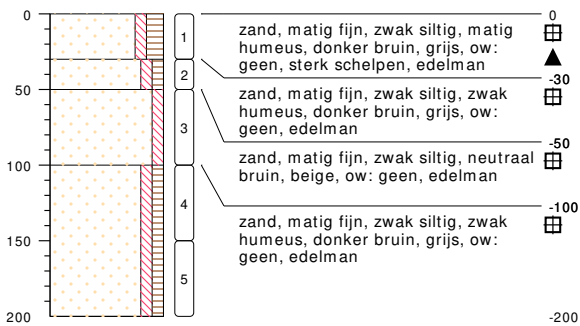 0
50
100
150
200
1
2
3
4
5
zand, matig fijn, zwak siltig, matig
humeus, donker bruin, grijs, ow:
geen, sterk schelpen, edelman
zand, matig fijn, zwak siltig, zwak
humeus, donker bruin, grijs, ow:
geen, edelman
zand, matig fijn, zwak siltig, neutraal
bruin, beige, ow: geen, edelman
zand, matig fijn, zwak siltig, zwak
humeus, donker bruin, grijs, ow:
geen, edelman
0
-30
-50
-100
-200